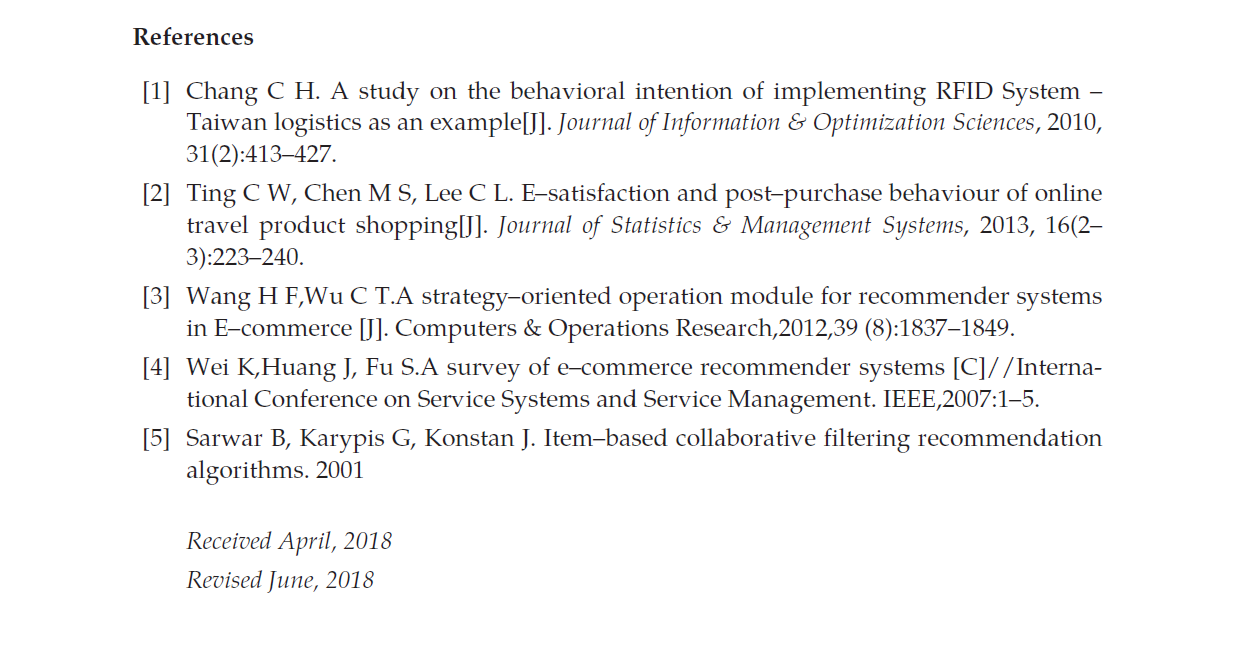 References
[1] Chang C H. A study on the behavioral intention of implementing RFID System –
Taiwan logistics as an example[J]. Journal of Information & Optimization Sciences, 2010,
31(2):413–427.
[2] Ting C W, Chen M S, Lee C L. E–satisfaction and post–purchase behaviour of online
travel product shopping[J]. Journal of Statistics & Management Systems, 2013, 16(2–
3):223–240.
[3] Wang H F,Wu C T.A strategy–oriented operation module for recommender systems
in E–commerce [J]. Computers & Operations Research,2012,39 (8):1837–1849.
[4] Wei K,Huang J, Fu S.A survey of e–commerce recommender systems [C]//Interna-
tional Conference on Service Systems and Service Management. IEEE,2007:1–5.
[5] Sarwar B, Karypis G, Konstan J. Item–based collaborative filtering recommendation
algorithms. 2001
Received April, 2018
Revised June, 2018